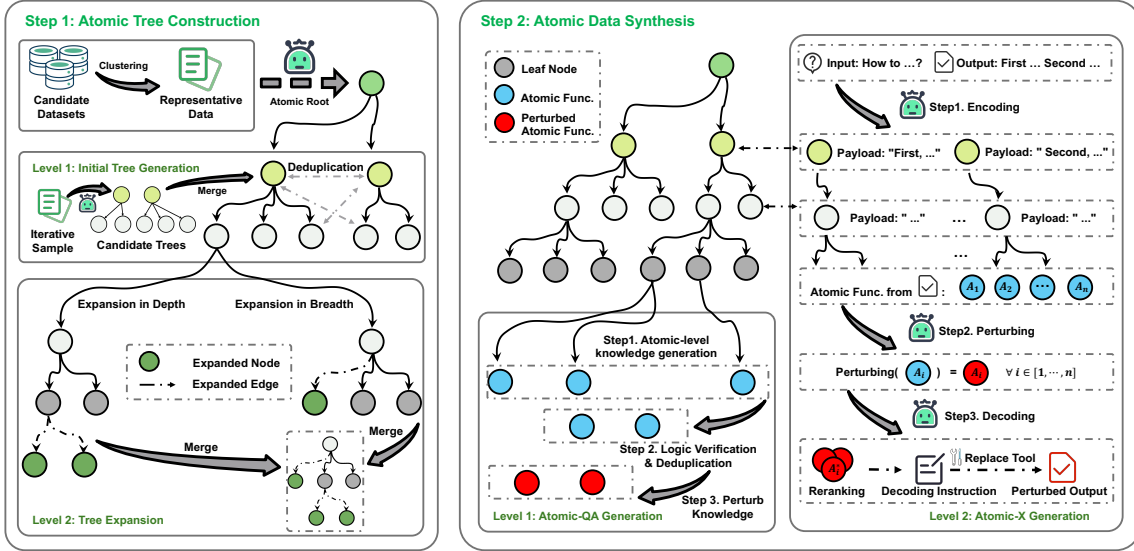 Step 1: Atomic Tree Construction
Clustering
Candidate
Datasets
Representative
Data
Atomic Root
Level 1: Initial Tree Generation
Deduplication
Merge
Iterative
Sample
Candidate Trees
Expansion in Depth
Expansion in Breadth
Expanded Node
Expanded Edge
Merge
Merge
Level 2: Tree Expansion
Step 2: Atomic Data Synthesis
Leaf Node
Atomic Func.
Perturbed
Atomic Func.
Step1. Atomic-level
knowledge generation
Step 2. Logic Verification
& Deduplication
Step 3. Perturb
Knowledge
Level 1: Atomic-QA Generation
Input: How to ...?
Output: First ... Second ...
Step1. Encoding
Payload: "First, ..."
Payload: " Second, ..."
Payload: " ..."
...
Payload: " ..."
...
Atomic Func. from :
A1 A2 ... An
Step2. Perturbing
Perturbing( Ai ) = Ai ∀ i ∈ [1, ⋯, n]
Step3. Decoding
Replace Tool
Reranking
Decoding Instruction
Perturbed Output
Level 2: Atomic-X Generation